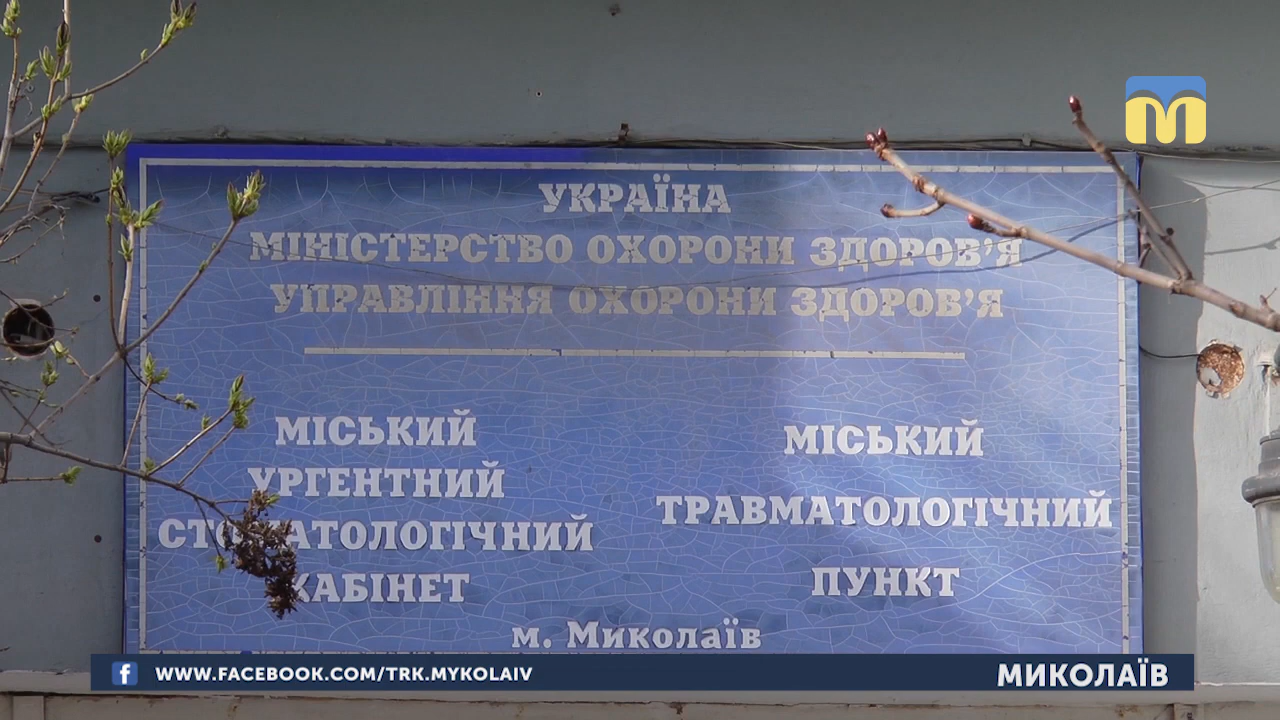 М
УКРАЇНА
МІНІСТЕРСТВО ОХОРОНИ ЗДОРОВ'Я
УПРАВЛІННЯ ОХОРОНИ ЗДОРОВ'Я
МІСЬКИЙ
УРГЕНТНИЙ
СТОМАТОЛОГІЧНИЙ
КАБІНЕТ
МІСЬКИЙ
ТРАВМАТОЛОГІЧНИЙ
ПУНКТ
м. Миколаїв
f WWW.FACEBOOK.COM/TRK.MYKOLAIV
МИКОЛАЇВ